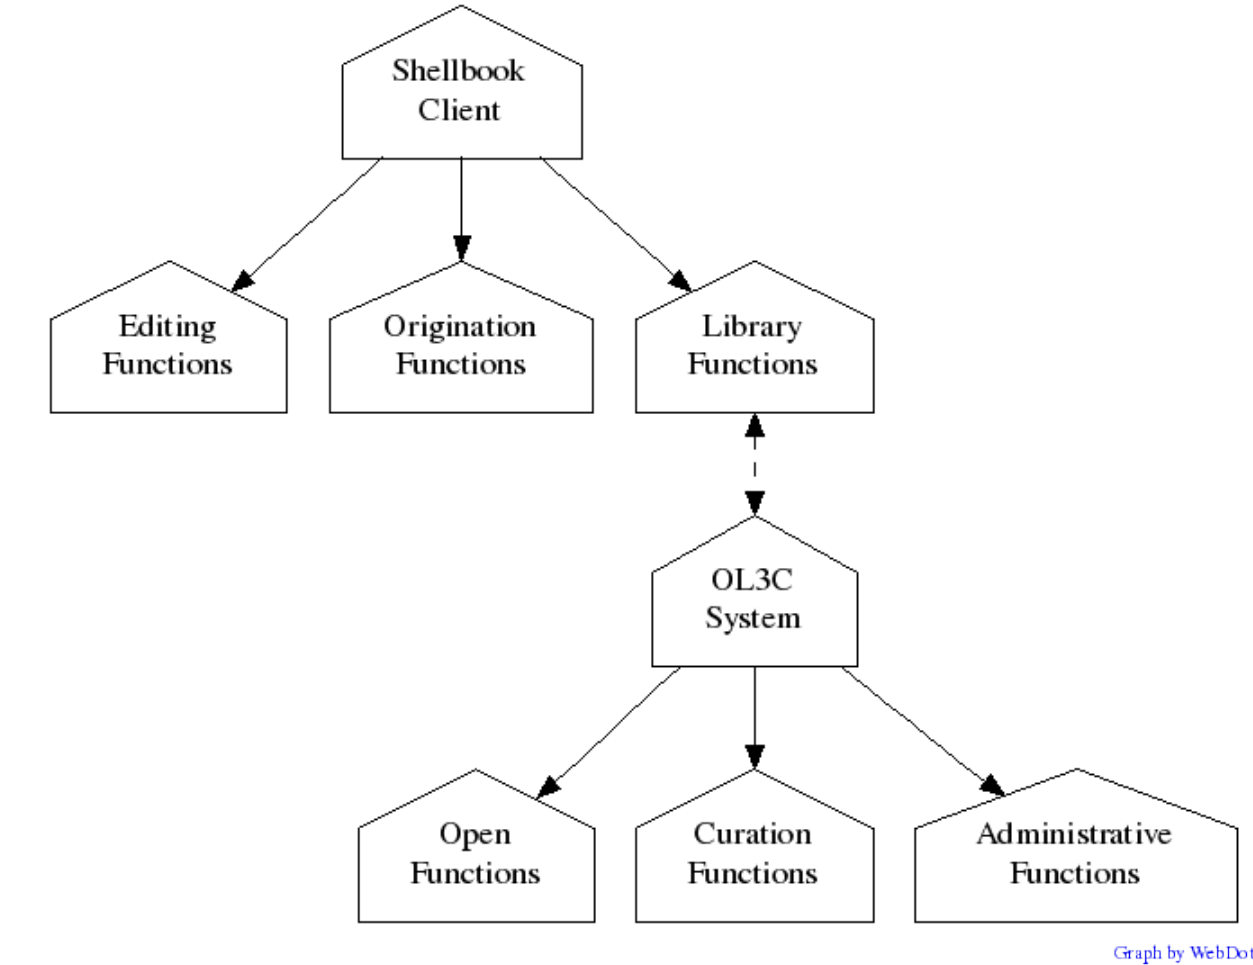 Shellbook
Client
Editing
Functions
Origination
Functions
Library
Functions
OL3C
System
Open
Functions
Curation
Functions
Administrative
Functions
Graph by WebDot